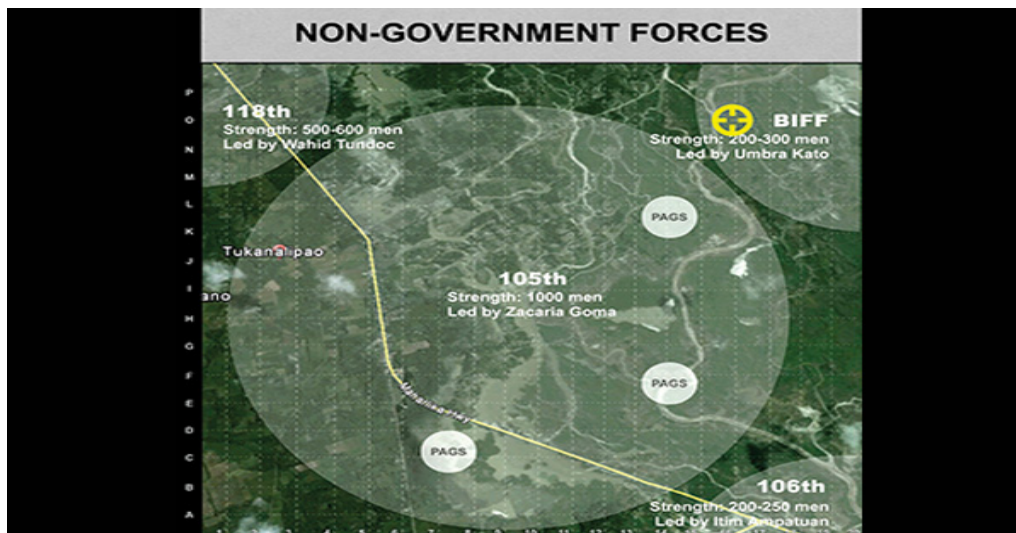 NON-GOVERNMENT FORCES
P
118th
O
BIFF
Strength: 500-600 men
Strength: 200-300 men
N
Led by Wahid Tundoc
Led by Umbra Kato
M
L
PAGS
K
Tukanalipao
J
105th
I
ano
Strength: 1000 men
H
Led by Zacaria Goma
G
F
PAGS
E
D
PAGS
C
B
106th
Strength: 200-250 men
A
Led by Itim Ampatuan